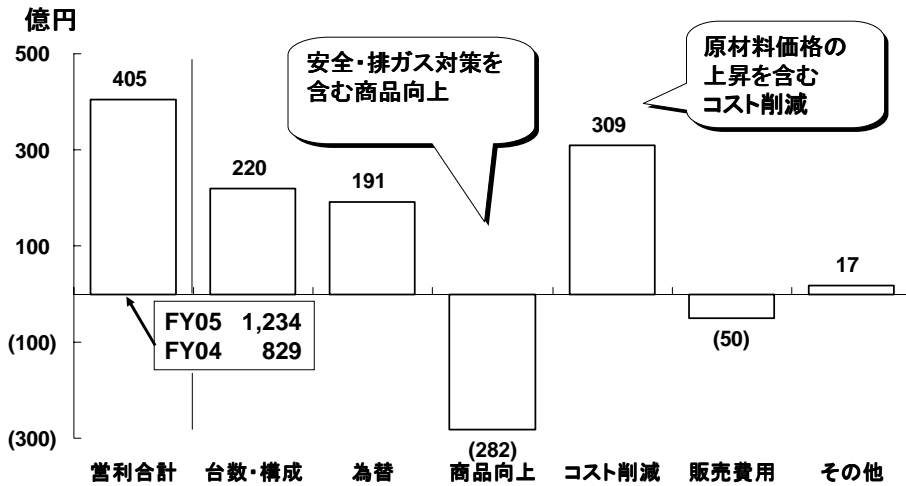 億円
500
300
100
(100)
(300)
405
220
191
(282)
309
(50)
17
安全・排ガス対策を
含む商品向上
原材料価格の
上昇を含む
コスト削減
FY05 1,234
FY04 829
営利合計 台数・構成 為替 商品向上 コスト削減 販売費用 その他